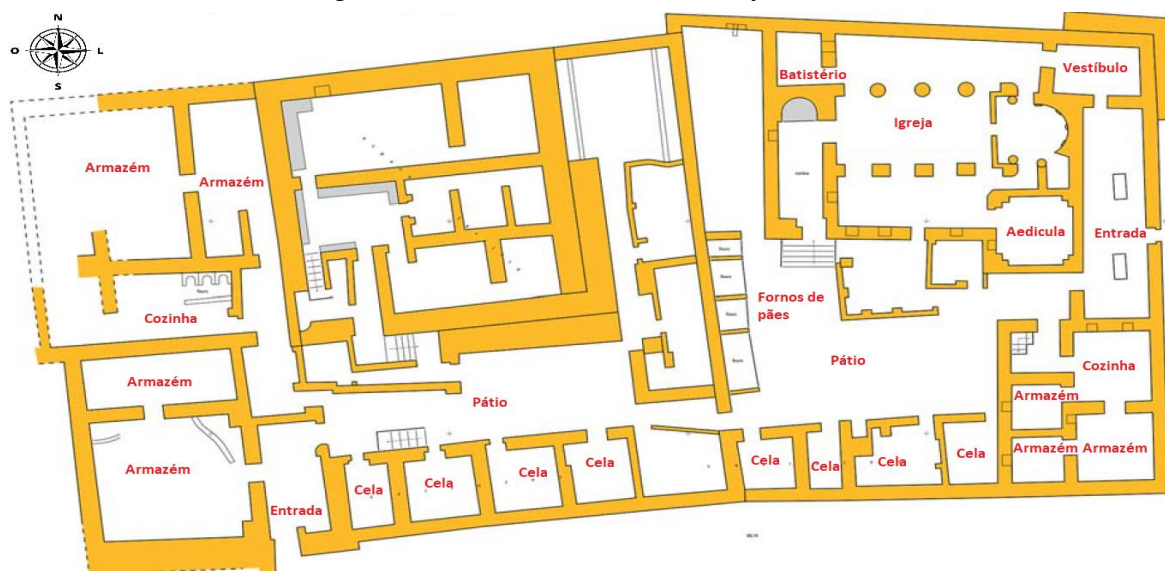 N
O L
S
Batistério
Vestíbulo
Igreja
Armazém
Armazém
Aedicula
Entrada
Fornos de
pães
Cozinha
Pátio
Cozinha
Armazém
Armazém
Pátio
Armazém
Armazém
Armazém
Cela
Cela
Cela
Cela
Cela
Cela
Cela
Cela
Entrada